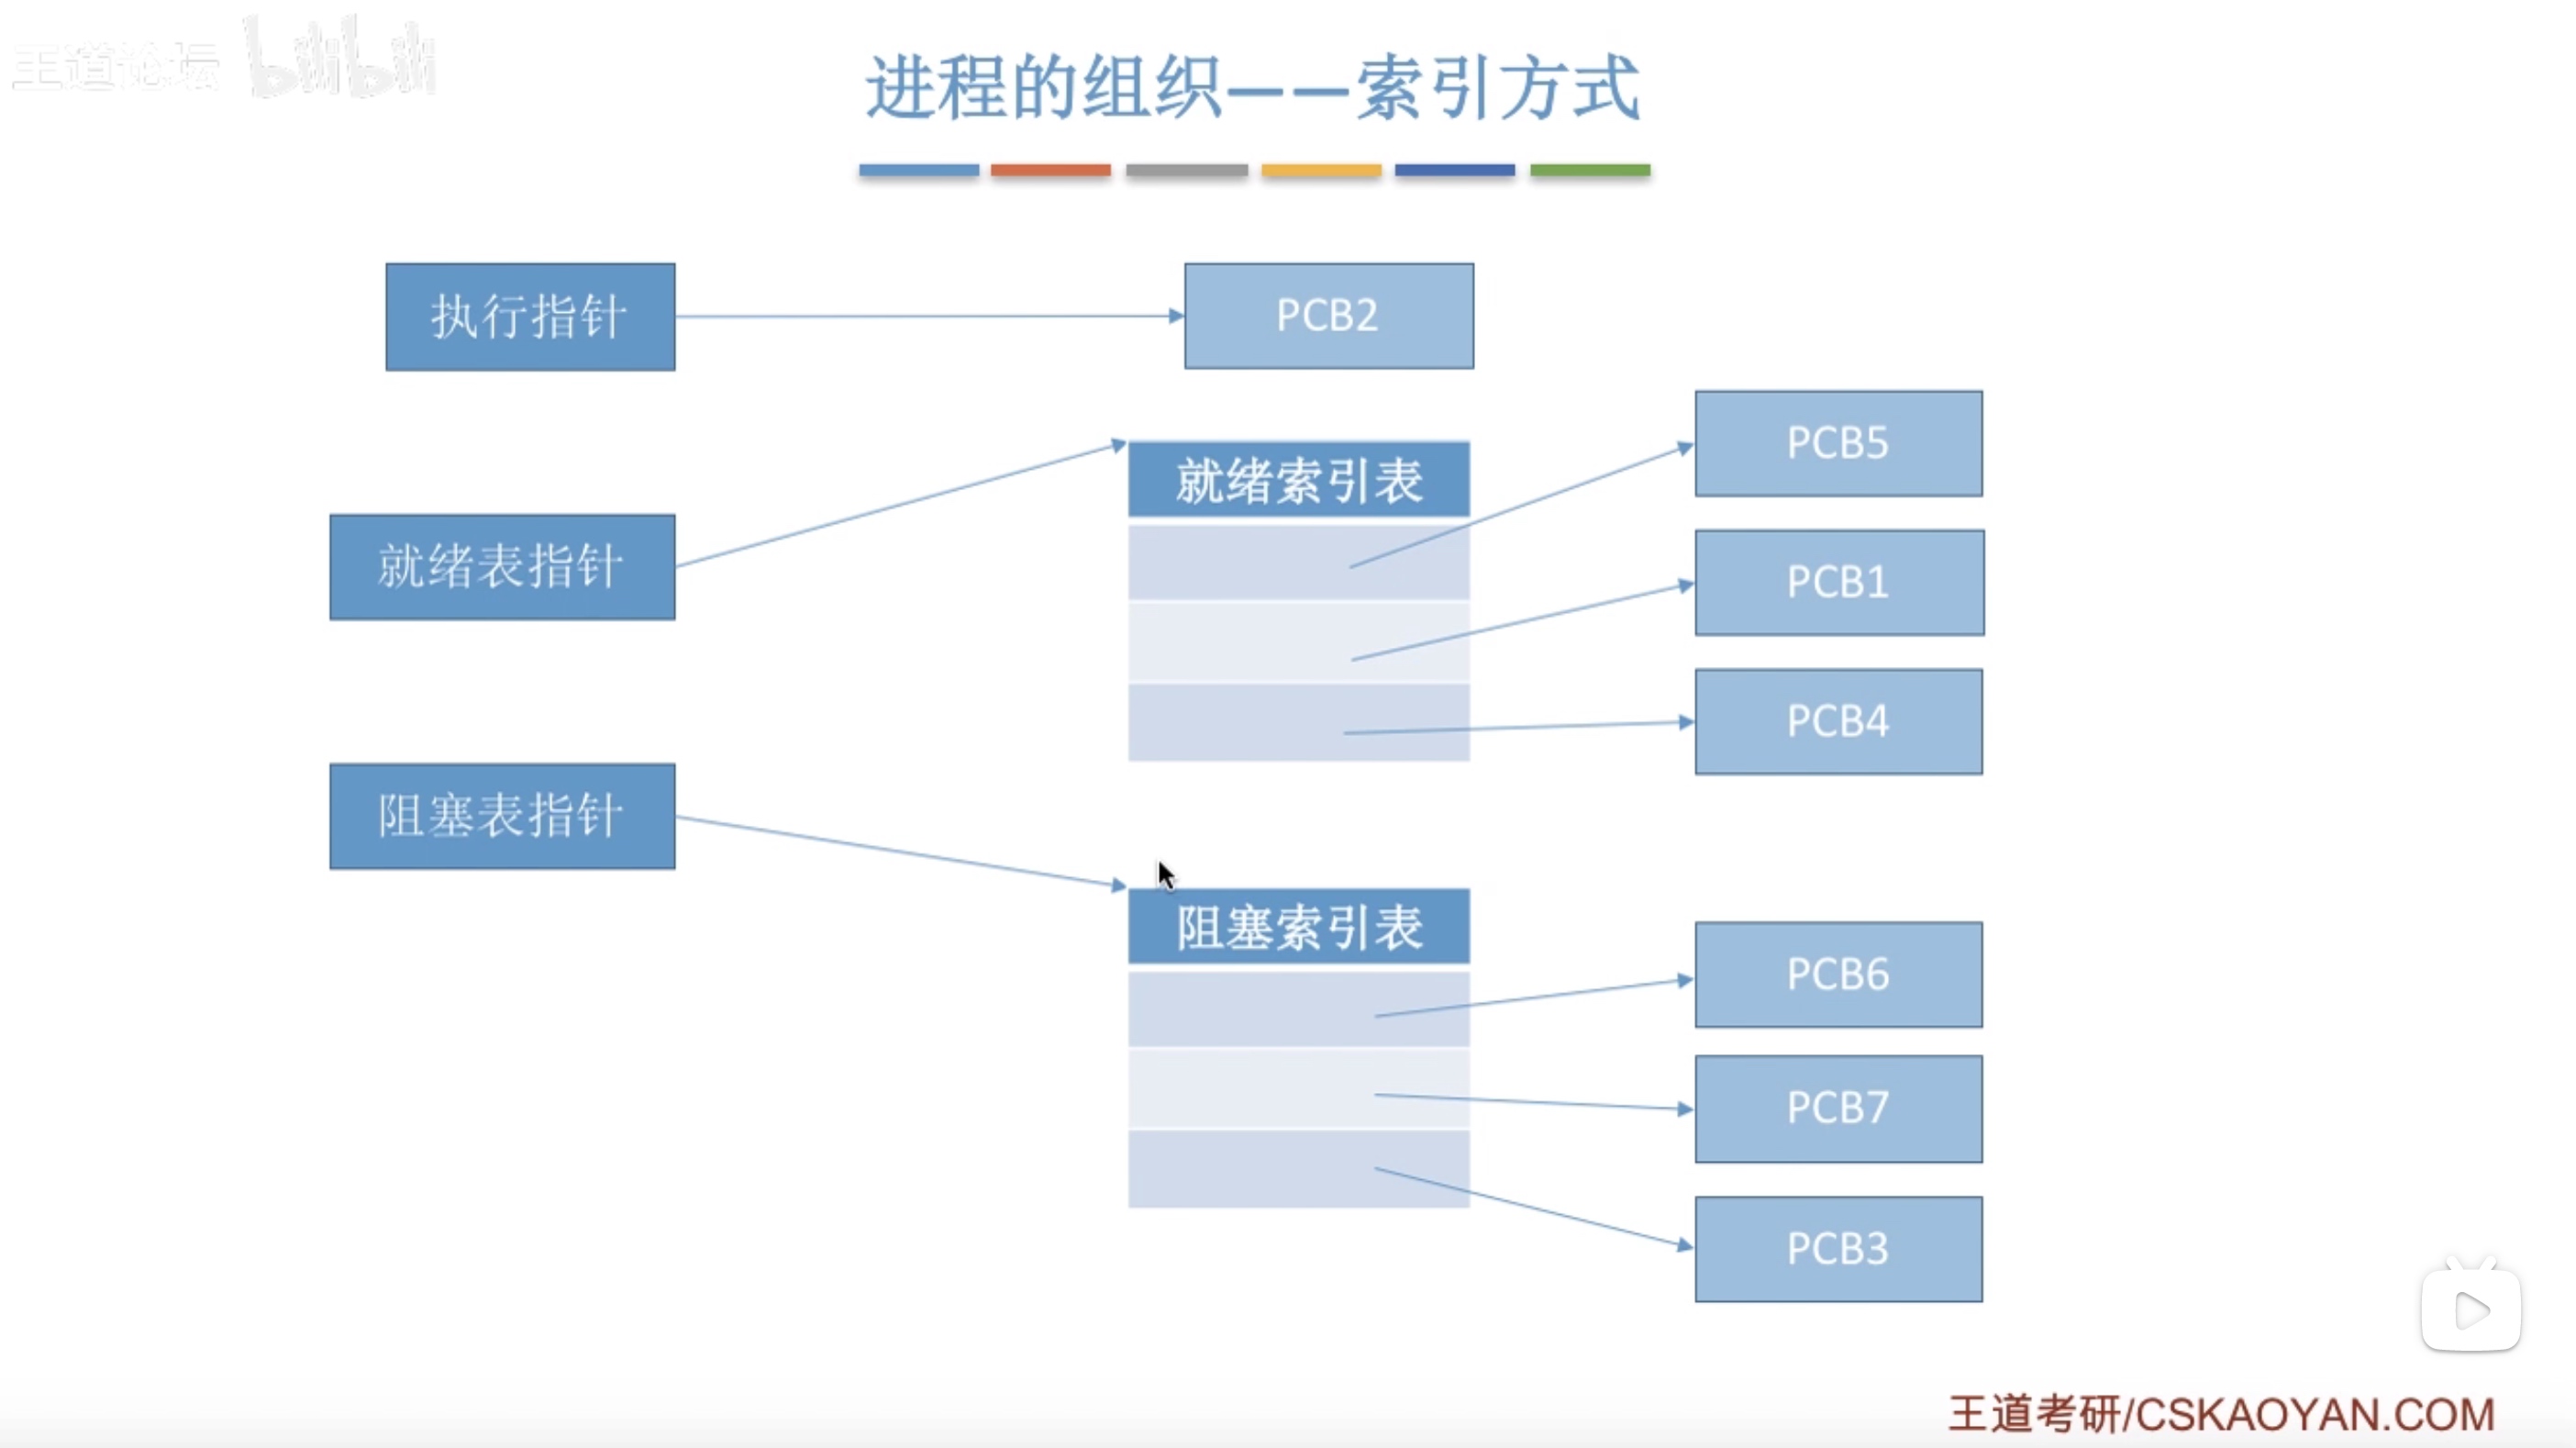 王道论坛 bilibili
进程的组织——索引方式
执行指针
PCB2
就绪表指针
就绪索引表
PCB5
PCB1
PCB4
阻塞表指针
阻塞索引表
PCB6
PCB7
PCB3
王道考研/CSKAOYAN.COM